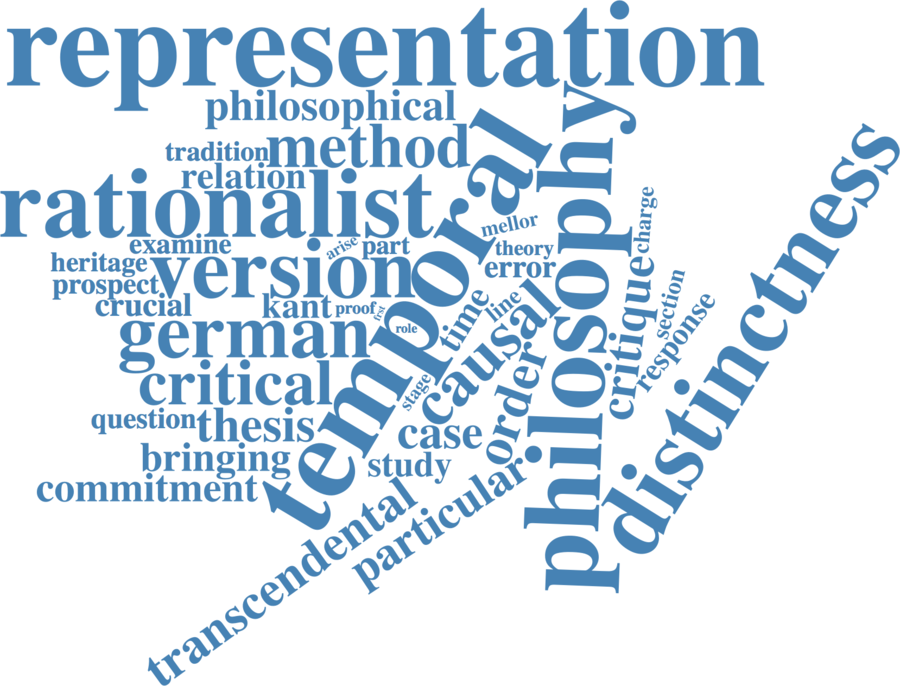 representation
philosophical
tradition
method
relation
rationalist
examine
arise
part
heritage
version
prospect
crucial
kant
proof
first
role
german
critical
question
thesis
bringing
commitment
temporal
mellor
theory
error
time
line
causal
stage
case
study
order
philosophy
charge
critique
section
response
distinctness
particular
transcendental